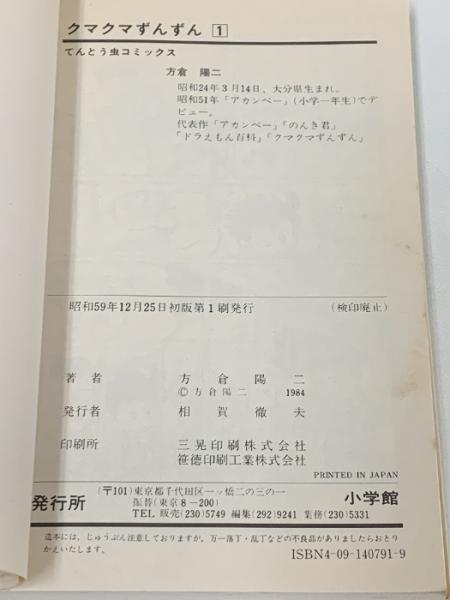 クマクマずんずん 1
てんとう虫コミックス
方倉 陽二
昭和24年3月14日、大分県生まれ。
昭和51年「アカンベー」(小学一年生)でデ
ビュー。
代表作「アカンベー」「のんき君」
「ドラえもん百科」「クマクマずんずん」
昭和59年12月25日初版第1刷発行 (検印廃止)
著者 方倉陽二
©方倉陽二 1984
発行者 相賀徹夫
印刷所 三晃印刷株式会社
笹徳印刷工業株式会社
PRINTED IN JAPAN
発行所 (〒101)東京都千代田区一ッ橋二の三の一 小学館
振替(東京8-200)
TEL 販売(230)5749 編集(292)9241 業務(230)5331
造本には、じゅうぶん注意しておりますが、万一落丁・乱丁などの不良品がありましたらおとり
かえいたします。
ISBN4-09-140791-9